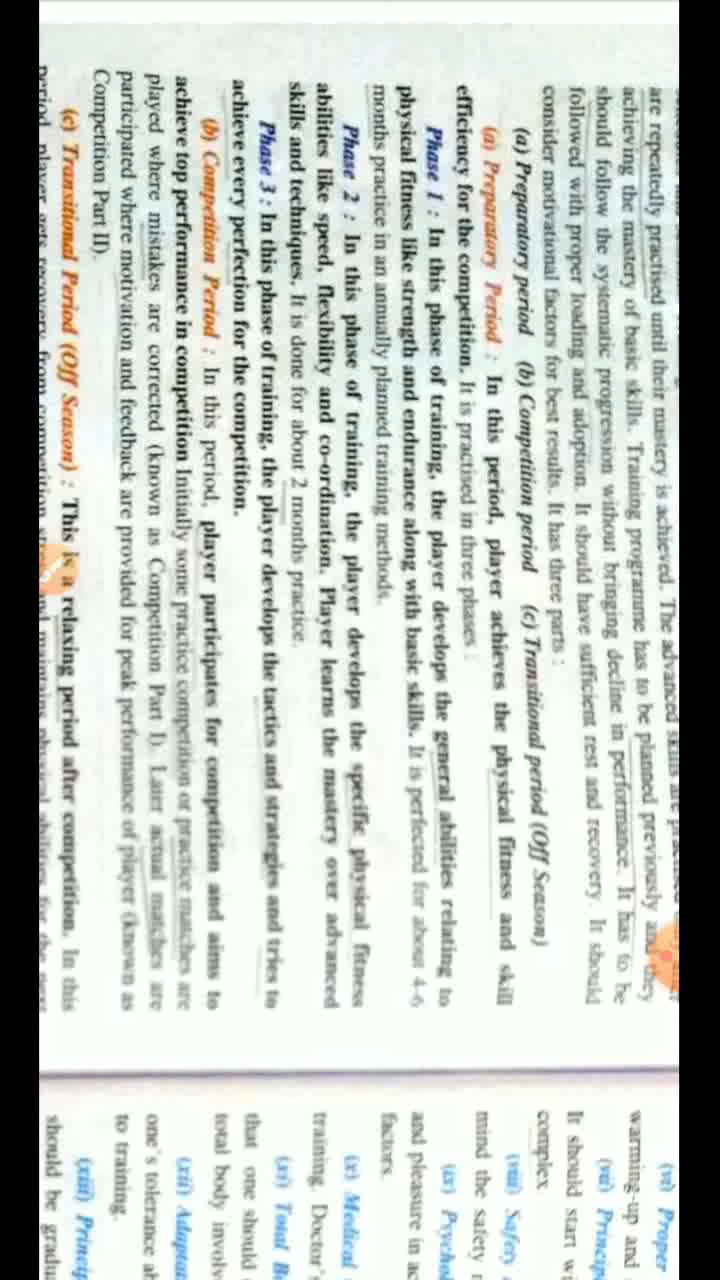 are repeatedly practised until their mastery is achieved. The advanced skills are
achieving the mastery of basic skills. Training programme has to be planned previously and they
should follow the systematic progression without bringing decline in performance. It has to be
followed with proper loading and adoption. It should have sufficient rest and recovery. It should
consider motivational factors for best results. It has three parts :
(a) Preparatory period (b) Competition period (c) Transitional period (Off Season)
(a) Preparatory Period : In this period, player achieves the physical fitness and skill
efficiency for the competition. It is practised in three phases :
Phase 1 : In this phase of training, the player develops the general abilities relating to
physical fitness like strength and endurance along with basic skills. It is perfected for about 4-6
months practice in an annually planned training methods.
Phase 2 : In this phase of training, the player develops the specific physical fitness
abilities like speed, flexibility and co-ordination. Player learns the mastery over advanced
skills and techniques. It is done for about 2 months practice.
Phase 3 : In this phase of training, the player develops the tactics and strategies and tries to
achieve every perfection for the competition.
(b) Competition Period : In this period, player participates for competition and aims to
achieve top performance in competition Initially some practice competition or practice matches are
played where mistakes are corrected (known as Competition Part I). Later actual matches are
participated where motivation and feedback are provided for peak performance of player (known as
Competition Part II).
(c) Transitional Period (Off Season) : This is a relaxing period after competition. In this
period, player gets recovery from competition and maintains physical abilities for the next
(vi) Proper
warming-up and
(vii)
It should start
complex.
(viii) Safety
mind the safety
(ix)
and pleasure in
factors.
(x) Medical
training. Doctor's
(xi) Total
that one should
total body
(xii)
one's tolerance
to training.
(xiii)
should be